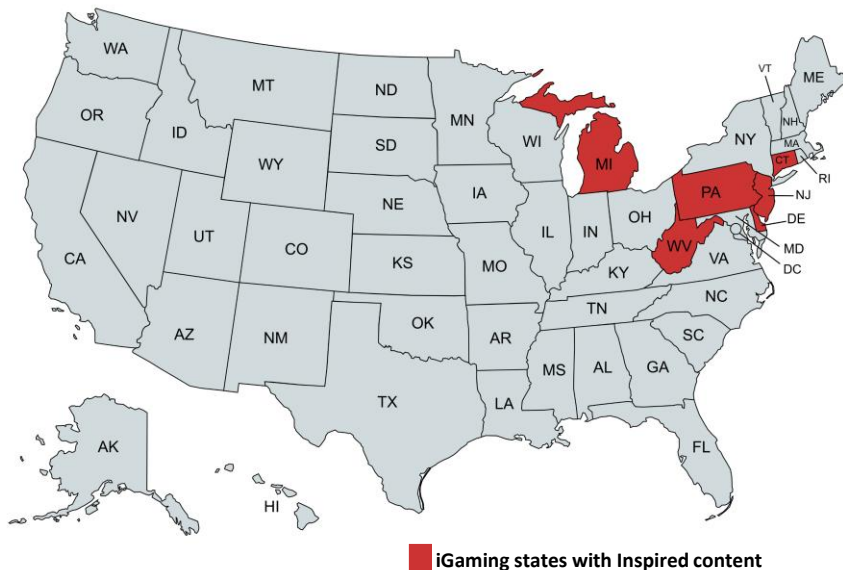 WA
MT
ND
MN
VT
ME
OR
ID
SD
WI
NY
NH
MA
WY
MI
CT
RI
IA
PA
NJ
NE
NV
OH
DE
UT
IL
IN
WV
MD
CA
CO
KS
MO
KY
VA
DC
NC
TN
AZ
NM
OK
AR
SC
MS
AL
GA
TX
LA
AK
FL
HI
iGaming states with Inspired content